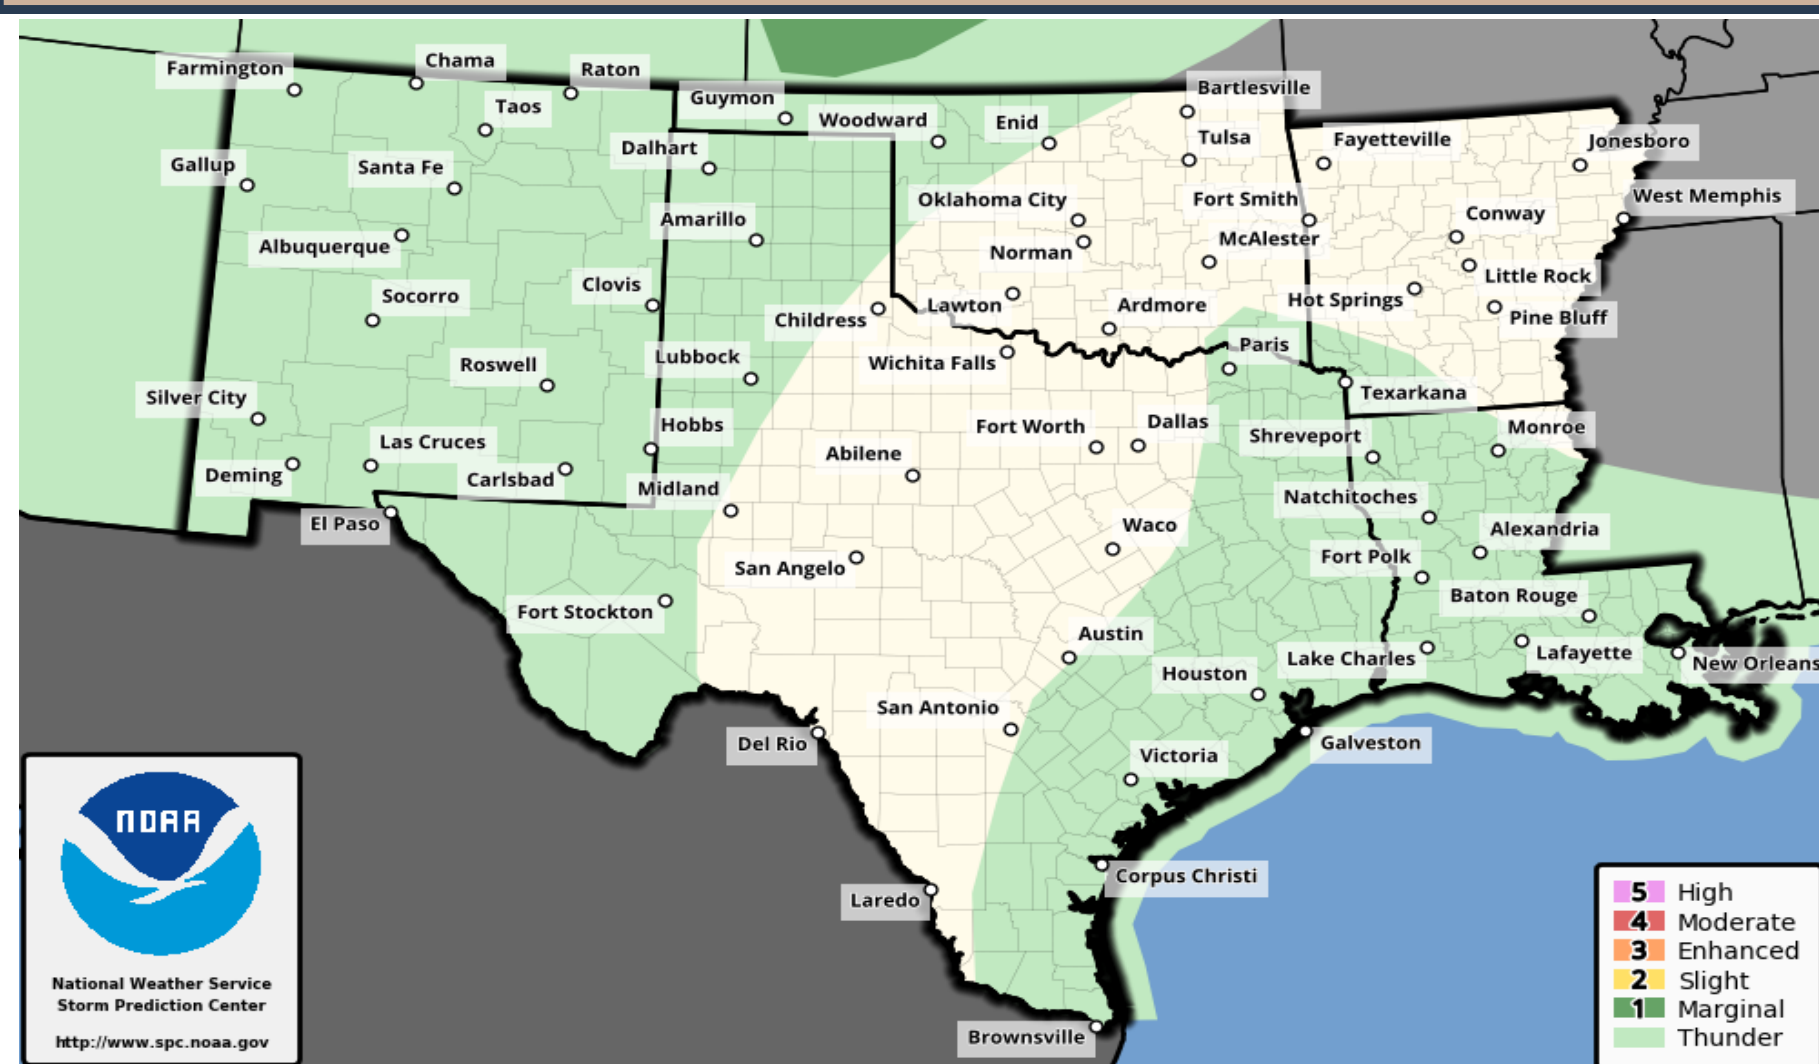 Farmington
Chama
Raton
Taos
Guymon
Woodward
Enid
Bartlesville
Tulsa
Fayetteville
Jonesboro
Gallup
Santa Fe
Dalhart
Oklahoma City
Fort Smith
West Memphis
Albuquerque
Amarillo
Norman
McAlester
Conway
Socorro
Clovis
Childress
Lawton
Ardmore
Hot Springs
Little Rock
Pine Bluff
Roswell
Lubbock
Wichita Falls
Paris
Texarkana
Silver City
Las Cruces
Hobbs
Abilene
Fort Worth
Dallas
Shreveport
Monroe
Deming
Carlsbad
Midland
Natchitoches
El Paso
San Angelo
Waco
Fort Polk
Alexandria
Fort Stockton
Austin
Baton Rouge
Houston
Lake Charles
Lafayette
New Orleans
San Antonio
Del Rio
Victoria
Galveston
Laredo
Corpus Christi
Brownsville
NOAA
National Weather Service
Storm Prediction Center
http://www.spc.noaa.gov
5 High
4 Moderate
3 Enhanced
2 Slight
1 Marginal
Thunder